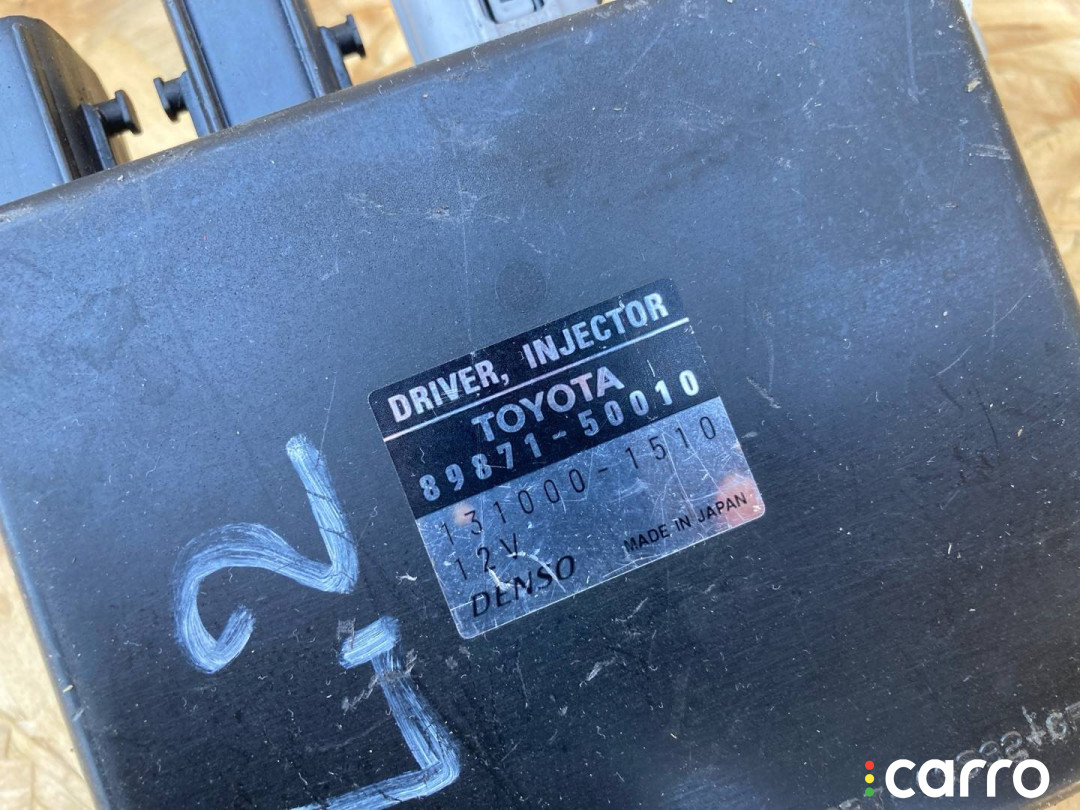 DRIVER, INJECTOR
TOYOTA
89871-50010
131000-1510
12V
DENSO MADE IN JAPAN
carro